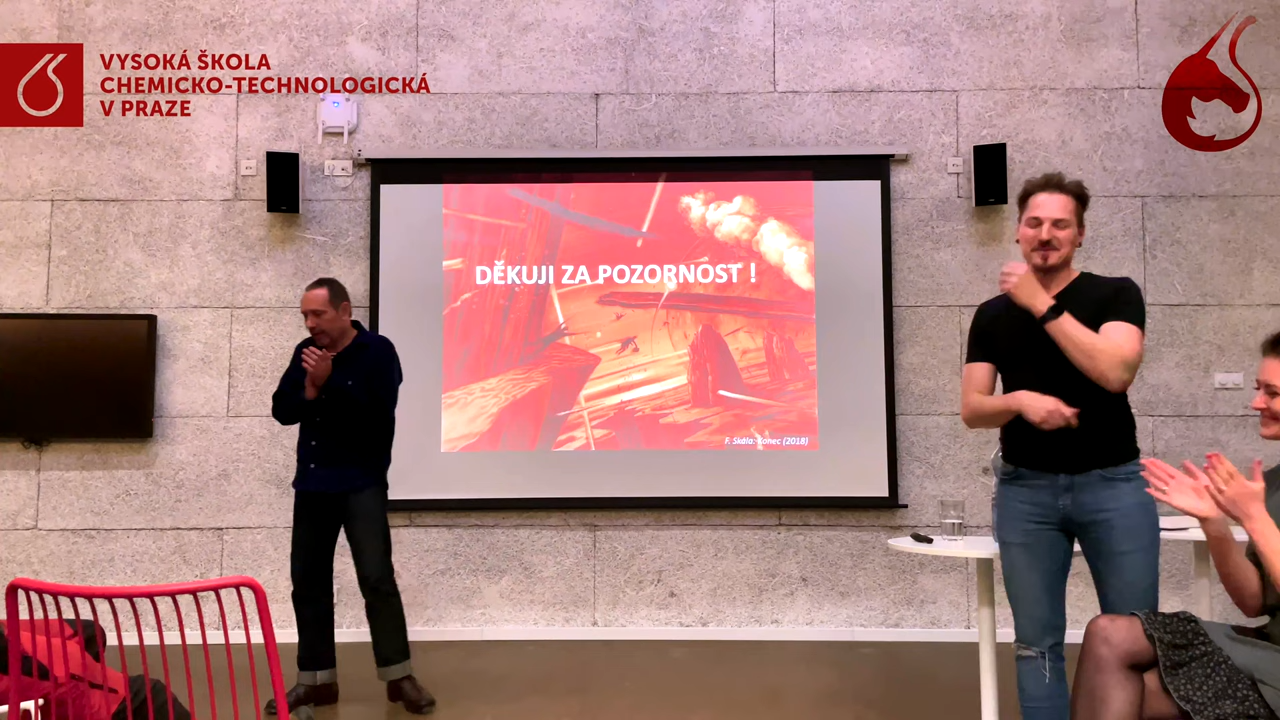 VYSOKÁ ŠKOLA
CHEMICKO-TECHNOLOGICKÁ
V PRAZE
DĚKUJI ZA POZORNOST !
F. Skála: Konec (2018)